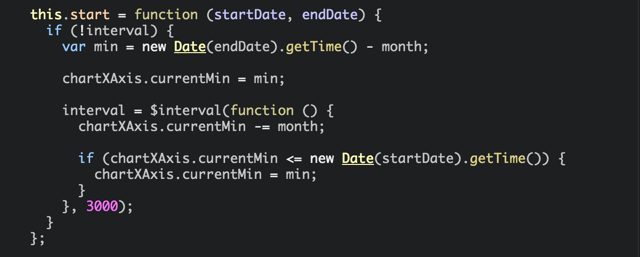 this.start = function (startDate, endDate) {
  if (!interval) {
    var min = new Date(endDate).getTime() - month;

    chartXAxis.currentMin = min;

    interval = $interval(function () {
      chartXAxis.currentMin -= month;

      if (chartXAxis.currentMin <= new Date(startDate).getTime()) {
        chartXAxis.currentMin = min;
      }
    }, 3000);
  }
};